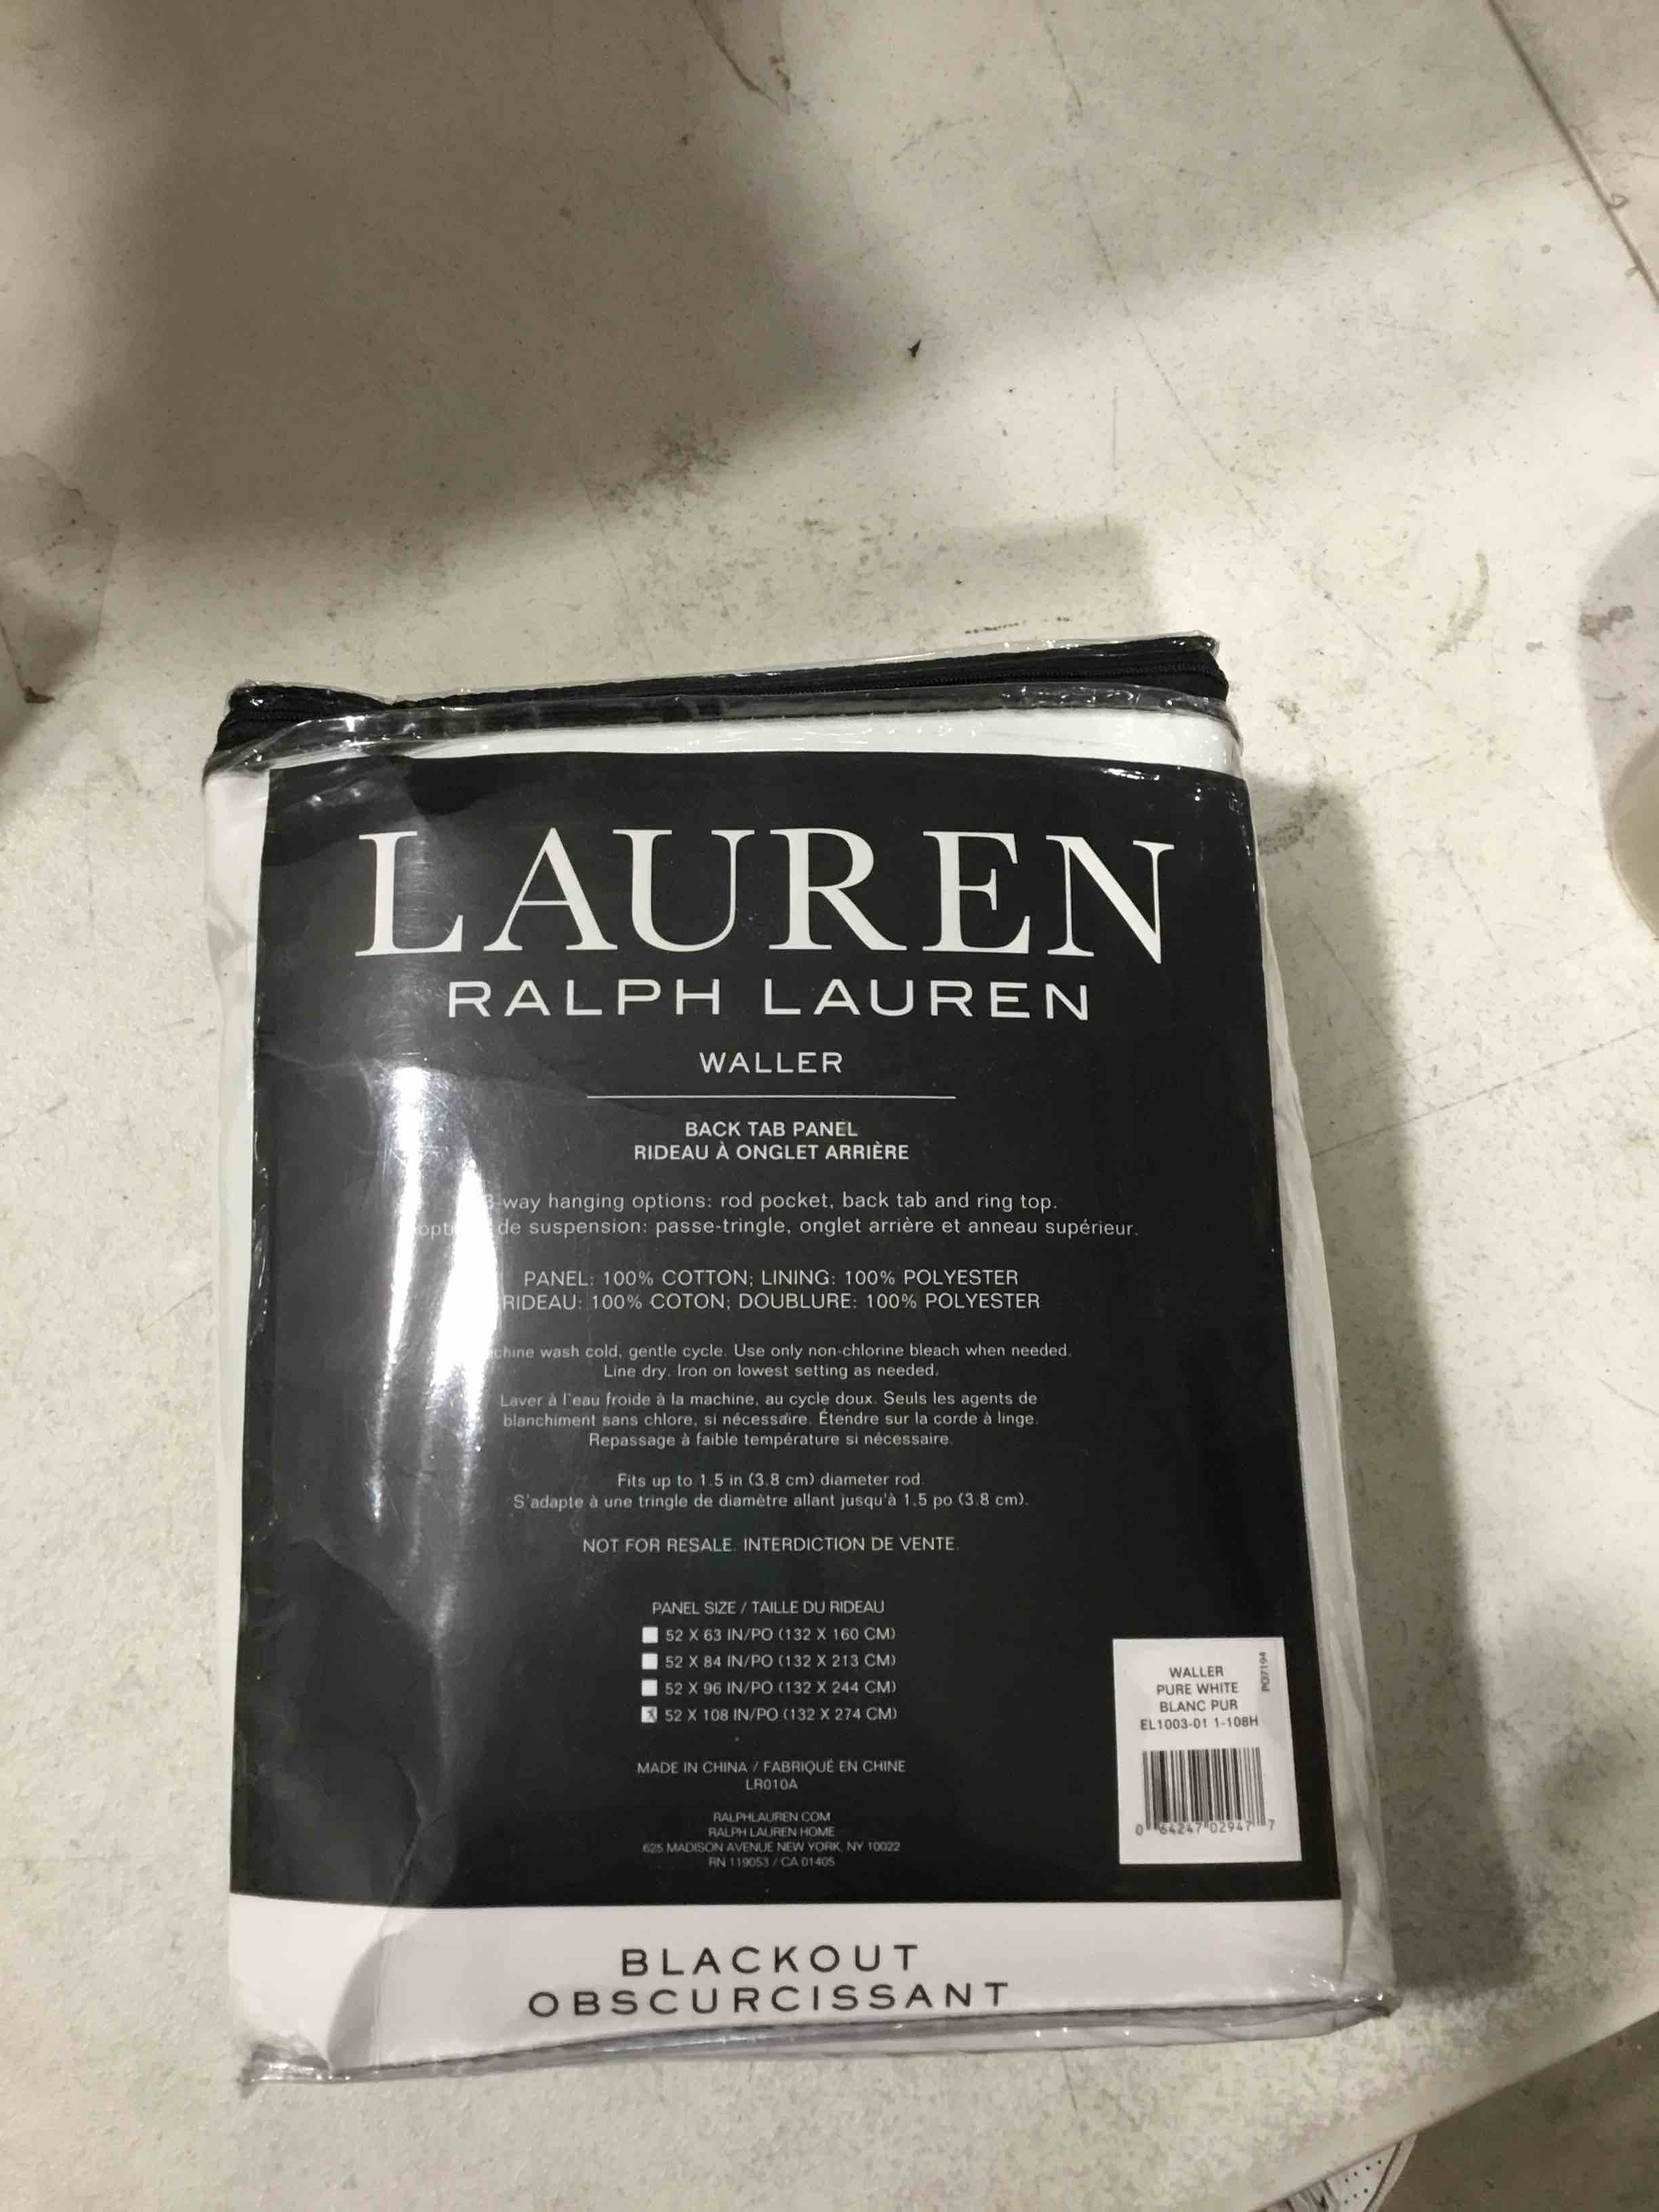 LAUREN
RALPH LAUREN
WALLER
BACK TAB PANEL
RIDEAU À ONGLET ARRIÈRE
3-way hanging options: rod pocket, back tab and ring top.
de suspension: passe-tringle, onglet arrière et anneau supérieur.
PANEL: 100% COTTON; LINING: 100% POLYESTER
RIDEAU: 100% COTON; DOUBLURE: 100% POLYESTER
wash cold, gentle cycle. Use only non-chlorine bleach when needed.
Line dry. Iron on lowest setting as needed.
Laver à l'eau froide à la machine, au cycle doux. Seuls les agents de
blanchiment sans chlore, si nécessaire. Étendre sur la corde à linge.
Repassage à faible température si nécessaire.
Fits up to 1.5 in (3.8 cm) diameter rod.
S'adapte à une tringle de diamètre allant jusqu'à 1.5 po (3.8 cm).
NOT FOR RESALE. INTERDICTION DE VENTE.
PANEL SIZE / TAILLE DU RIDEAU
52 X 63 IN/PO (132 X 160 CM)
52 X 84 IN/PO (132 X 213 CM)
52 X 96 IN/PO (132 X 244 CM)
X 52 X 108 IN/PO (132 X 274 CM)
MADE IN CHINA / FABRIQUÉ EN CHINE
LR010A
RALPHLAUREN.COM
RALPH LAUREN HOME
625 MADISON AVENUE NEW YORK, NY 10022
RN 119053 / CA 01405
WALLER
PURE WHITE
BLANC PUR
EL1003-01 1-108H
PO7194
0 64247 02947 7
BLACKOUT
OBSCURCISSANT